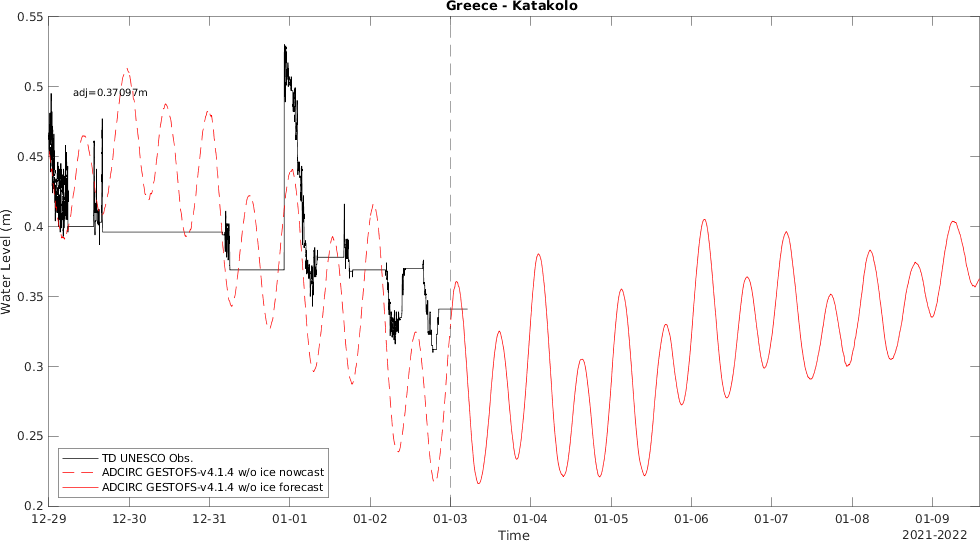 Greece - Katakolo
0.55
0.5
0.45
0.4
0.35
0.3
0.25
0.2
Water Level (m)
adj=0.37097m
TD UNESCO Obs.
ADCIRC GESTOFS-v4.1.4 w/o ice nowcast
ADCIRC GESTOFS-v4.1.4 w/o ice forecast
12-29 12-30 12-31 01-01 01-02 01-03 01-04 01-05 01-06 01-07 01-08 01-09
Time
2021-2022